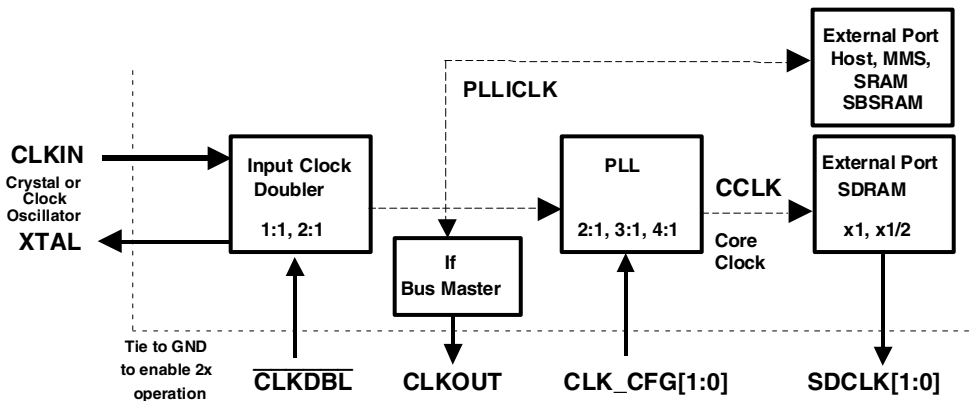 External Port
Host, MMS,
SRAM
SBSRAM
PLLICLK
CLKIN
Crystal or
Clock
Oscillator
XTAL
Input Clock
Doubler
1:1, 2:1
PLL
2:1, 3:1, 4:1
CCLK
Core
Clock
External Port
SDRAM
x1, x1/2
If
Bus Master
Tie to GND
to enable 2x
operation
CLKDBL
CLKOUT
CLK_CFG[1:0]
SDCLK[1:0]